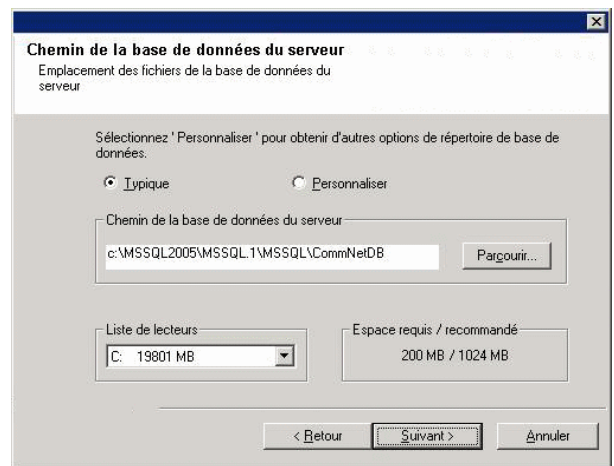 Chemin de la base de données du serveur
Emplacement des fichiers de la base de données du
serveur
Sélectionnez ' Personnaliser ' pour obtenir d'autres options de répertoire de base de
données.
Typique
Personnaliser
Chemin de la base de données du serveur
c:\MSSQL2005\MSSQL.1\MSSQL\CommNetDB
Parcourir...
Liste de lecteurs
C: 19801 MB
Espace requis / recommandé
200 MB / 1024 MB
< Retour
Suivant >
Annuler